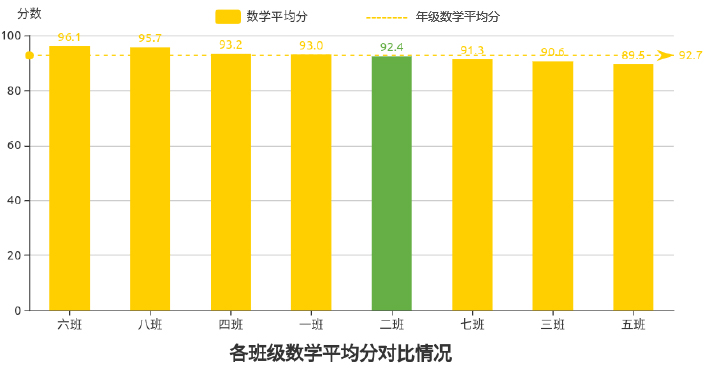 分数
数学平均分
年级数学平均分
100
80
60
40
20
0
96.1
95.7
93.2
93.0
92.4
91.3
90.6
89.5
92.7
六班
八班
四班
一班
二班
七班
三班
五班
各班级数学平均分对比情况